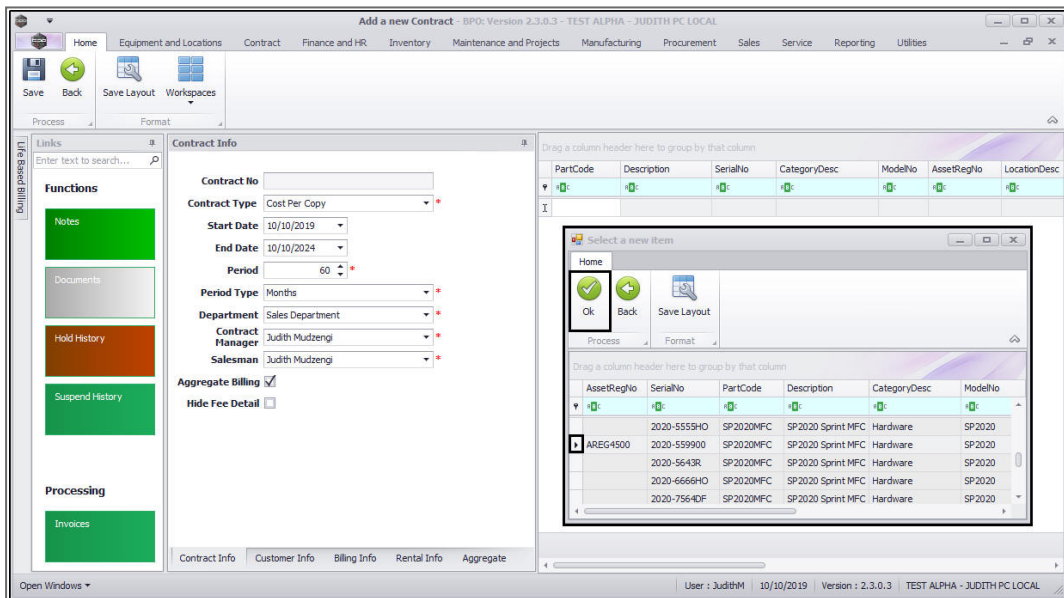 Add a new Contract - BPO: Version 2.3.0.3 - TEST ALPHA - JUDITH PC LOCAL
Home Equipment and Locations Contract Finance and HR Inventory Maintenance and Projects Manufacturing Procurement Sales Service Reporting Utilities
Save Back Save Layout Workspaces
Process Format
Life Based Billing
Links
Enter text to search...
Functions
Notes
Documents
Hold History
Suspend History
Processing
Invoices
Contract Info
Contract No
Contract Type Cost Per Copy *
Start Date 10/10/2019
End Date 10/10/2024
Period 60 *
Period Type Months *
Department Sales Department *
Contract
Manager Judith Mudzengi *
Salesman Judith Mudzengi *
Aggregate Billing
Hide Fee Detail
Contract Info Customer Info Billing Info Rental Info Aggregate
Drag a column header here to group by that column
PartCode Description SerialNo CategoryDesc ModelNo AssetRegNo LocationDesc
Select a new item
Home
Ok Back Save Layout
Process Format
Drag a column header here to group by that column
AssetRegNo SerialNo PartCode Description CategoryDesc ModelNo
2020-5555HO SP2020MFC SP2020 Sprint MFC Hardware SP2020
AREG4500 2020-559900 SP2020MFC SP2020 Sprint MFC Hardware SP2020
2020-5643R SP2020MFC SP2020 Sprint MFC Hardware SP2020
2020-6666HO SP2020MFC SP2020 Sprint MFC Hardware SP2020
2020-7564DF SP2020MFC SP2020 Sprint MFC Hardware SP2020
Open Windows User : JudithM 10/10/2019 Version : 2.3.0.3 TEST ALPHA - JUDITH PC LOCAL